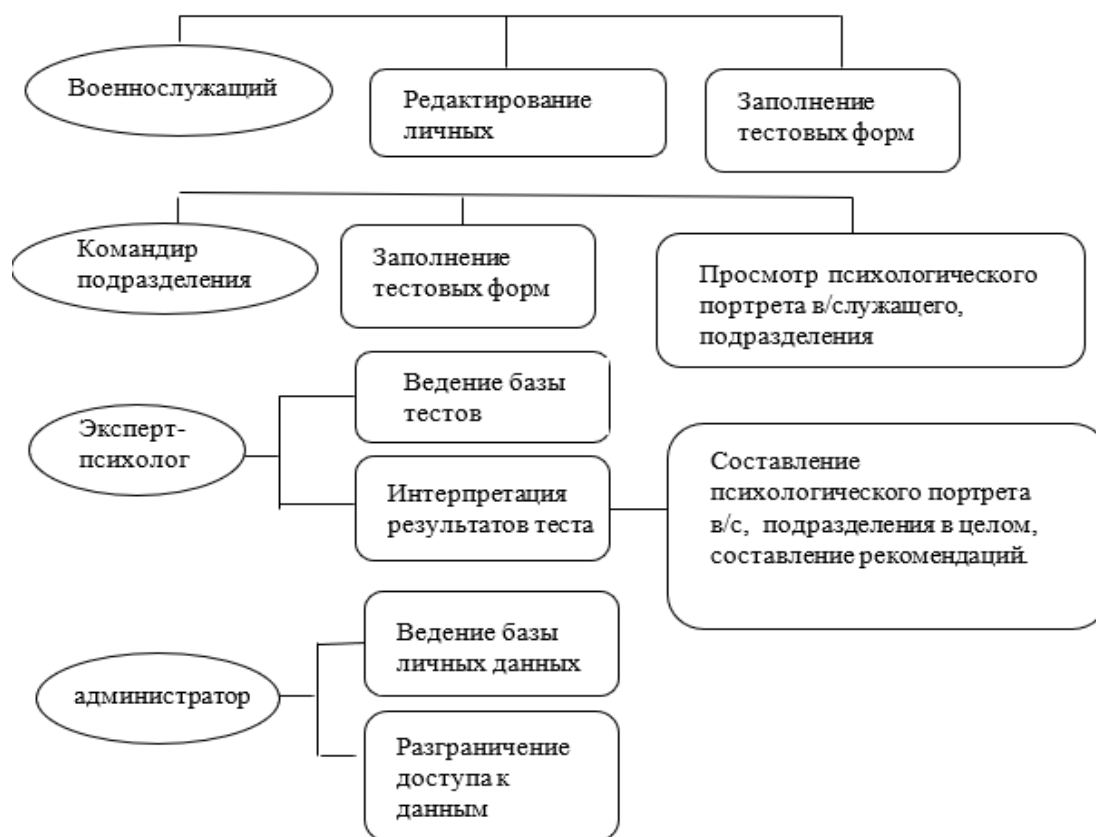 Военнослужащий
Редактирование
личных
Заполнение
тестовых форм
Командир
подразделения
Заполнение
тестовых форм
Просмотр психологического
портрета в/служащего,
подразделения
Эксперт-
психолог
Ведение базы
тестов
Интерпретация
результатов теста
Составление
психологического портрета
в/с, подразделения в целом,
составление рекомендаций.
администратор
Ведение базы
личных данных
Разграничение
доступа к
данным